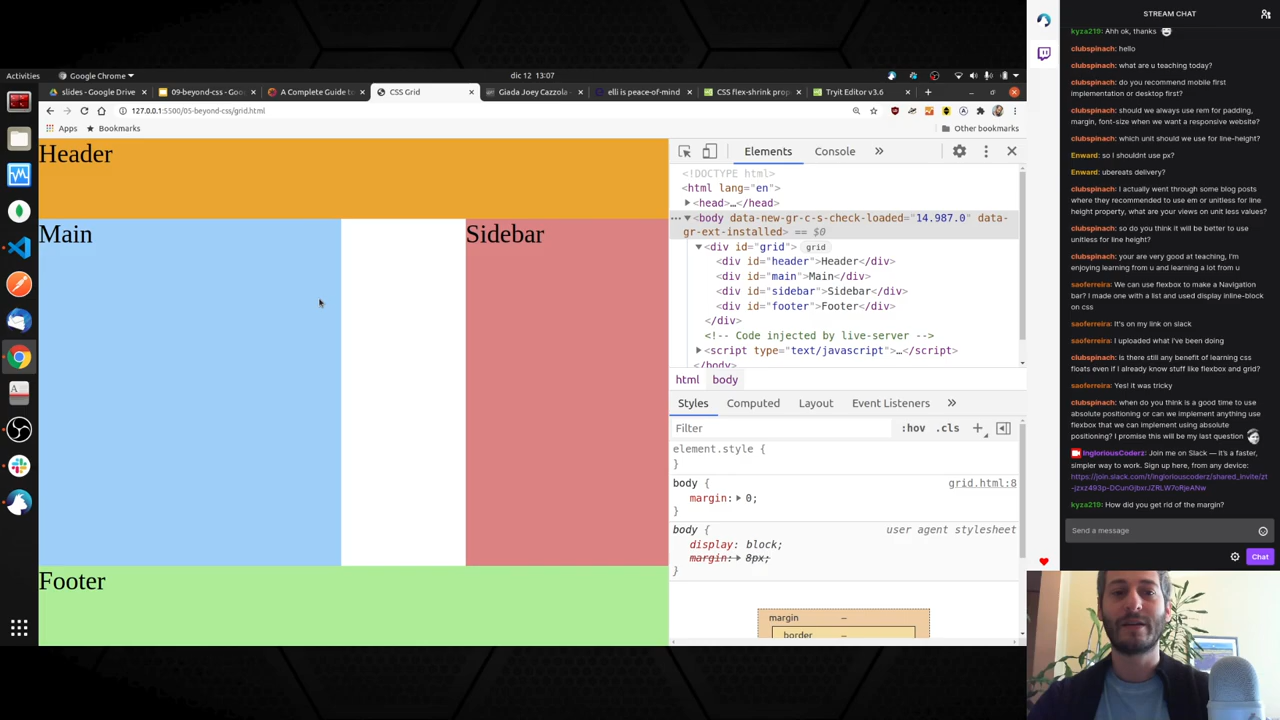 Activities
Google Chrome
dic 12 13:07
slides - Google Drive
09-beyond-css - Goo
A Complete Guide to
CSS Grid
Giada Joey Cazzola -
elli is peace-of-mind
CSS flex-shrink prop
Tryit Editor v3.6
127.0.0.1:5500/05-beyond-css/grid.html
Apps
Bookmarks
Other bookmarks
Header
Main
Sidebar
Footer
Elements
Console
<!DOCTYPE html>
<html lang="en">
<head>…</head>
<body data-new-gr-c-s-check-loaded="14.987.0" data-
gr-ext-installed> == $0
<div id="grid"> grid
<div id="header">Header</div>
<div id="main">Main</div>
<div id="sidebar">Sidebar</div>
<div id="footer">Footer</div>
</div>
<!-- Code injected by live-server -->
<script type="text/javascript">…</script>
</body>
html
body
Styles
Computed
Layout
Event Listeners
Filter
:hov
.cls
element.style {
}
body {
grid.html:8
margin: 0;
}
body {
user agent stylesheet
display: block;
margin: 8px;
}
margin
–
border
–
STREAM CHAT
kyza219: Ahh ok, thanks
clubspinach: hello
clubspinach: what are u teaching today?
clubspinach: do you recommend mobile first
implementation or desktop first?
clubspinach: should we always use rem for padding,
margin, font-size when we want a responsive website?
clubspinach: which unit should we use for line-height?
Enward: so I shouldnt use px?
Enward: ubereats delivery?
clubspinach: I actually went through some blog posts
where they recommended to use em or unitless for line
height property, what are your views on unit less values?
clubspinach: so do you think it will be better to use
unitless for line height?
clubspinach: your are very good at teaching, I'm
enjoying learning from u and learning a lot from u
saoferreira: We can use flexbox to make a Navigation
bar? I made one with a list and used display inline-block
on css
saoferreira: It's on my link on slack
saoferreira: I uploaded what i've been doing
clubspinach: is there still any benefit of learning css
floats even if I already know stuff like flexbox and grid?
saoferreira: Yes! it was tricky
clubspinach: when do you think is a good time to use
absolute positioning or can we implement anything use
flexbox that we can implement using absolute
positioning? I promise this will be my last question
IngloriousCoderz: Join me on Slack — it's a faster,
simpler way to work. Sign up here, from any device:
kyza219: How did you get rid of the margin?
Send a message
Chat